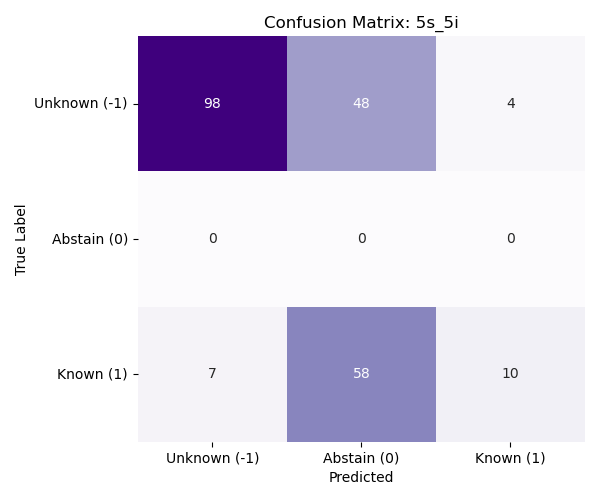 Confusion Matrix: 5s_5i
Unknown (-1) 98 48 4
Abstain (0) 0 0 0
Known (1) 7 58 10
True Label
Unknown (-1) Abstain (0) Known (1)
Predicted